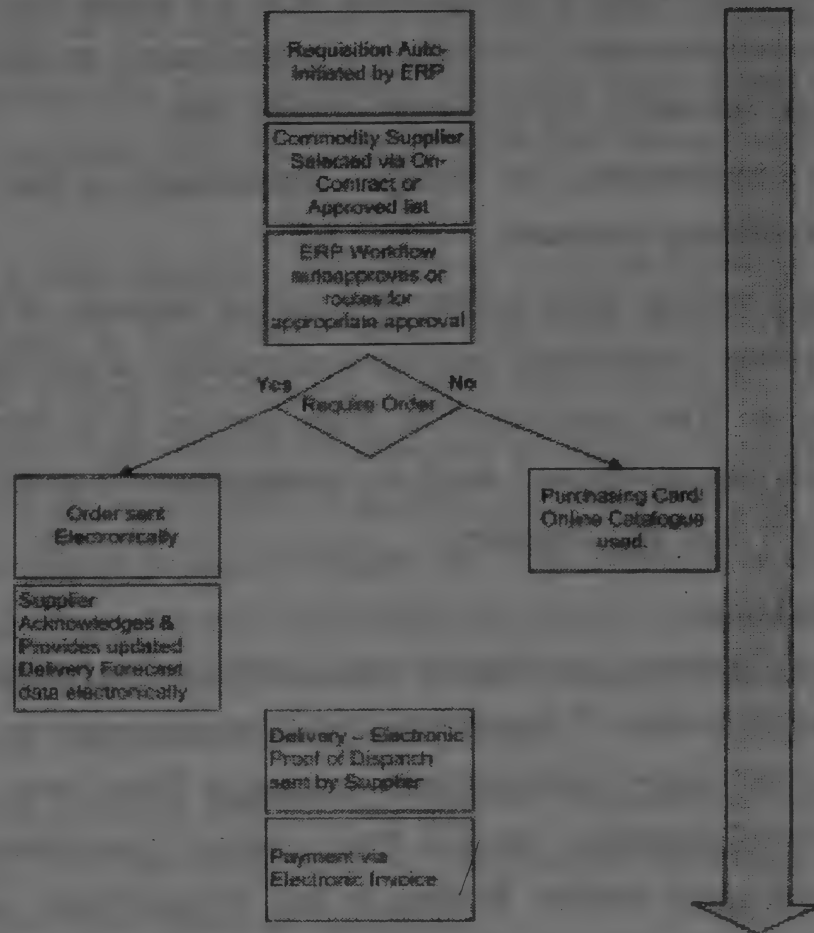 Requisition Auto-
Initiated by ERP
Commodity Supplier
Selected via On-
Contract or
Approved list
ERP Workflow
autoapproves or
routes for
appropriate approval
Yes
No
Require Order
Order sent
Electronically
Purchasing Card/
Online Catalogue
used.
Supplier
Acknowledges &
Provides updated
Delivery Forecast
data electronically
Delivery – Electronic
Proof of Dispatch
sent by Supplier
Payment via
Electronic Invoice